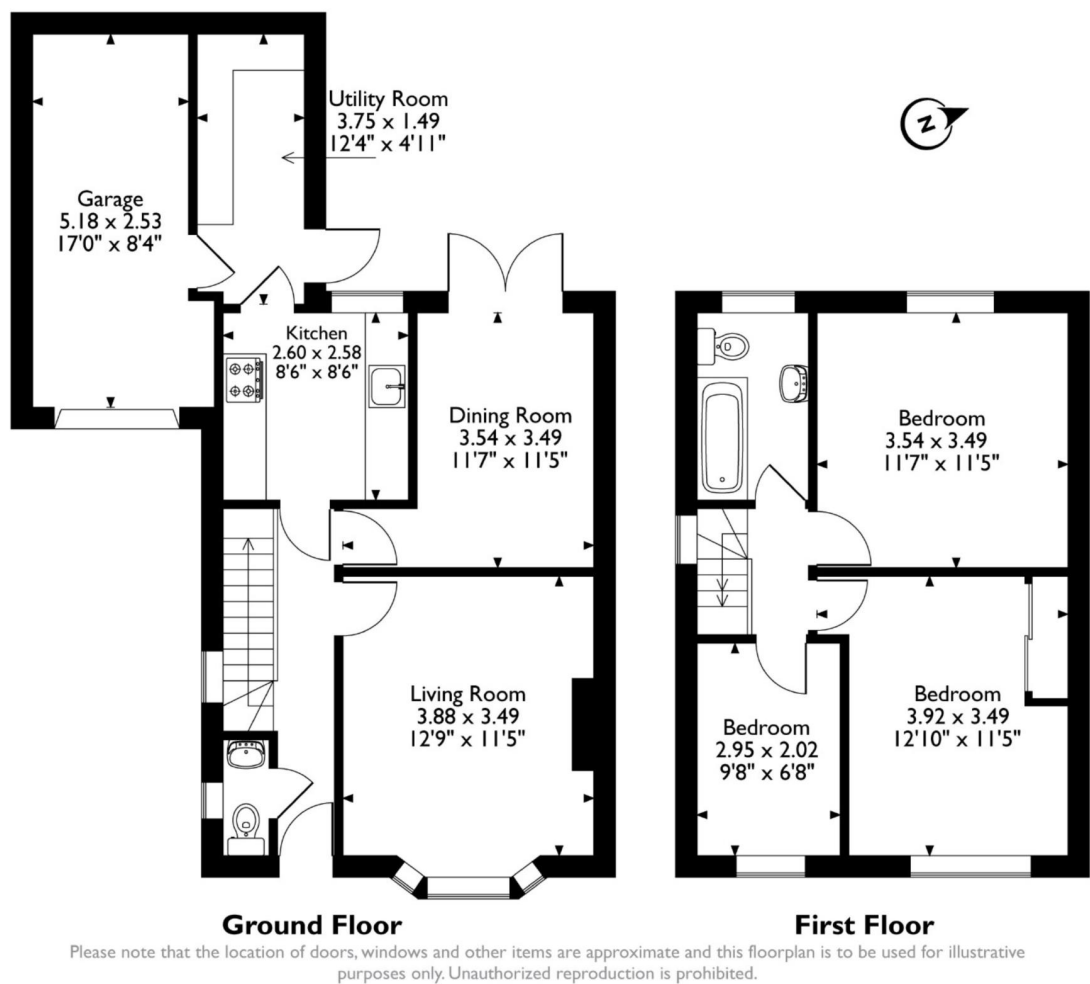 Utility Room
3.75 x 1.49
12'4" x 4'11"
N
Garage
5.18 x 2.53
17'0" x 8'4"
Kitchen
2.60 x 2.58
8'6" x 8'6"
Dining Room
3.54 x 3.49
11'7" x 11'5"
Bedroom
3.54 x 3.49
11'7" x 11'5"
Living Room
3.88 x 3.49
12'9" x 11'5"
Bedroom
2.95 x 2.02
9'8" x 6'8"
Bedroom
3.92 x 3.49
12'10" x 11'5"
Ground Floor
First Floor
Please note that the location of doors, windows and other items are approximate and this floorplan is to be used for illustrative
purposes only. Unauthorized reproduction is prohibited.